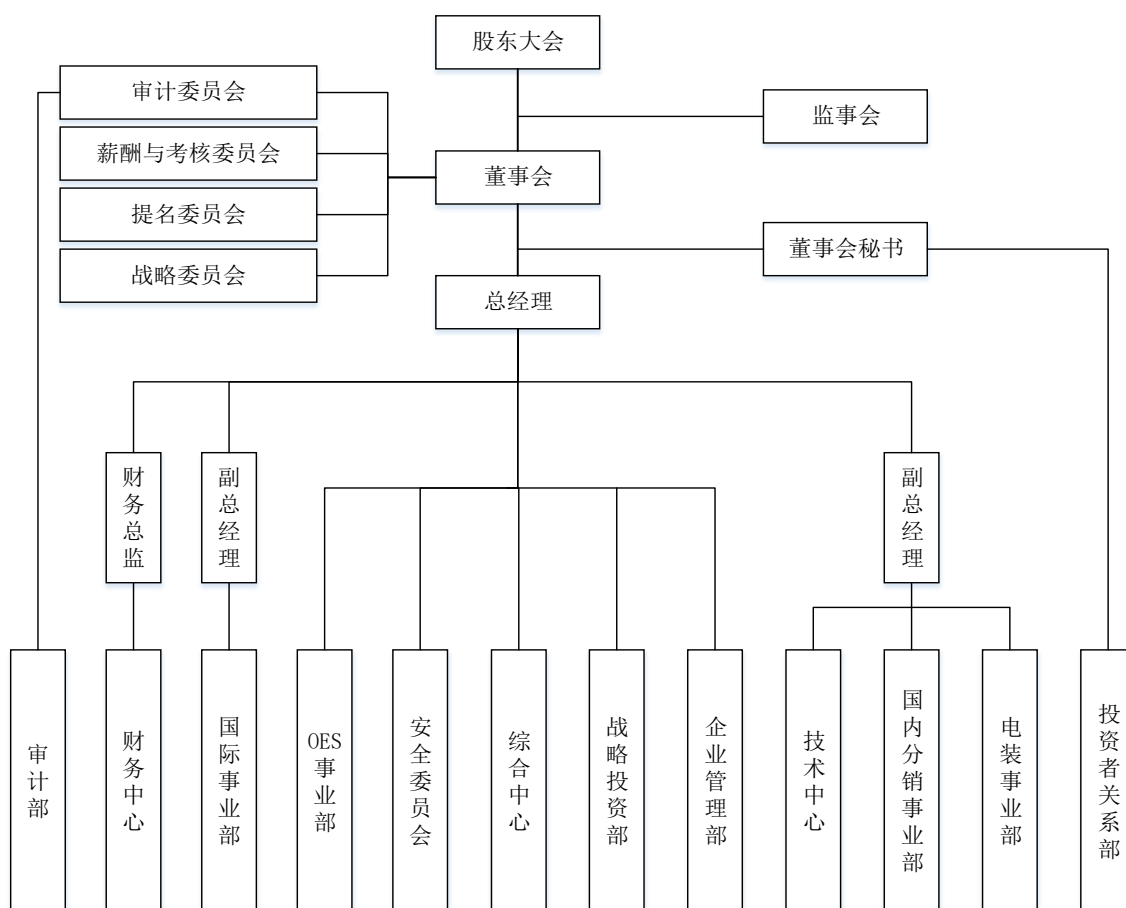 股东大会
审计委员会
监事会
薪酬与考核委员会
董事会
提名委员会
董事会秘书
战略委员会
总经理
财务总监
副总经理
副总经理
审计部
财务中心
国际事业部
OES事业部
安全委员会
综合中心
战略投资部
企业管理部
技术中心
国内分销事业部
电装事业部
投资者关系部